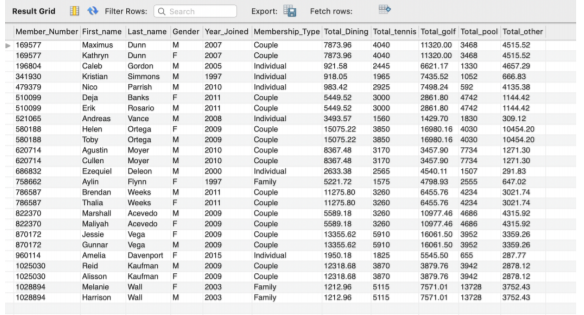 Result Grid Filter Rows: Search Export: Fetch rows:
Member_Number First_name Last_name Gender Year_Joined Membership_Type Total_Dining Total_tennis Total_golf Total_pool Total_other
169577 Maximus Dunn M 2007 Couple 7873.96 4040 11320.00 3468 4515.52
169577 Kathryn Dunn F 2007 Couple 7873.96 4040 11320.00 3468 4515.52
196804 Caleb Gordon M 2005 Individual 921.58 2445 6621.17 1330 4657.29
341930 Kristian Simmons M 1997 Individual 918.05 1965 7435.52 1052 666.83
479379 Nico Parrish M 2010 Individual 983.42 2925 7498.24 592 4135.38
510099 Deja Banks F 2011 Couple 5449.52 3000 2861.80 4742 1144.42
510099 Erik Rosario M 2011 Couple 5449.52 3000 2861.80 4742 1144.42
521065 Andreas Vance M 2008 Individual 3493.57 1560 1429.70 1830 309.12
580188 Helen Ortega F 2009 Couple 15075.22 3850 16980.16 4030 10454.20
580188 Toby Ortega M 2009 Couple 15075.22 3850 16980.16 4030 10454.20
620714 Agustin Moyer M 2010 Couple 8367.48 3170 3457.90 7734 1271.30
620714 Cullen Moyer M 2010 Couple 8367.48 3170 3457.90 7734 1271.30
686832 Ezequiel Deleon M 2000 Individual 2633.38 2565 4540.11 1507 291.83
758662 Aylin Flynn F 1997 Family 5221.72 1575 4798.93 2555 647.02
786587 Brendan Weeks M 2011 Couple 11275.80 3260 6455.76 4234 3021.74
786587 Thalia Weeks F 2011 Couple 11275.80 3260 6455.76 4234 3021.74
822370 Marshall Acevedo M 2009 Couple 5589.18 3260 10977.46 4686 4315.92
822370 Maliyah Acevedo F 2009 Couple 5589.18 3260 10977.46 4686 4315.92
870172 Jessie Vega F 2009 Couple 13355.62 5910 16061.50 3952 3359.26
870172 Gunnar Vega M 2009 Couple 13355.62 5910 16061.50 3952 3359.26
960114 Amelia Davenport F 2015 Individual 1950.18 1825 5545.50 655 287.77
1025030 Reid Kaufman M 2009 Couple 12318.68 3870 3879.76 3942 2878.12
1025030 Alison Kaufman F 2009 Couple 12318.68 3870 3879.76 3942 2878.12
1028894 Melanie Wall F 2003 Family 1212.96 5115 7571.01 13728 3752.43
1028894 Harrison Wall M 2003 Family 1212.96 5115 7571.01 13728 3752.43